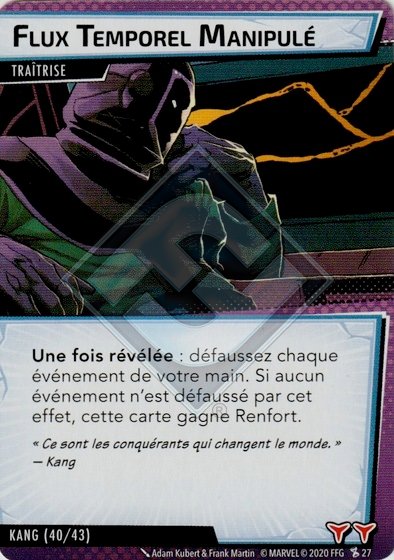 Flux Temporel Manipulé
TRAÎTRISE
Une fois révélée : défaussez chaque
événement de votre main. Si aucun
événement n'est défaussé par cet
effet, cette carte gagne Renfort.
« Ce sont les conquérants qui changent le monde. »
— Kang
KANG (40/43)
Adam Kubert & Frank Martin © MARVEL © 2020 FFG 27